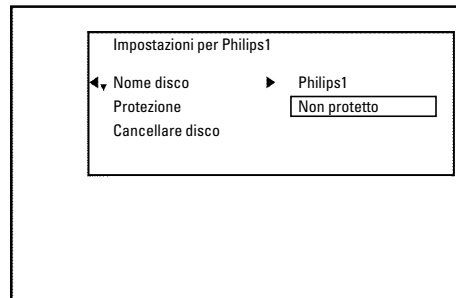 Impostazioni per Philips1
Nome disco Philips1
Protezione Non protetto
Cancellare disco